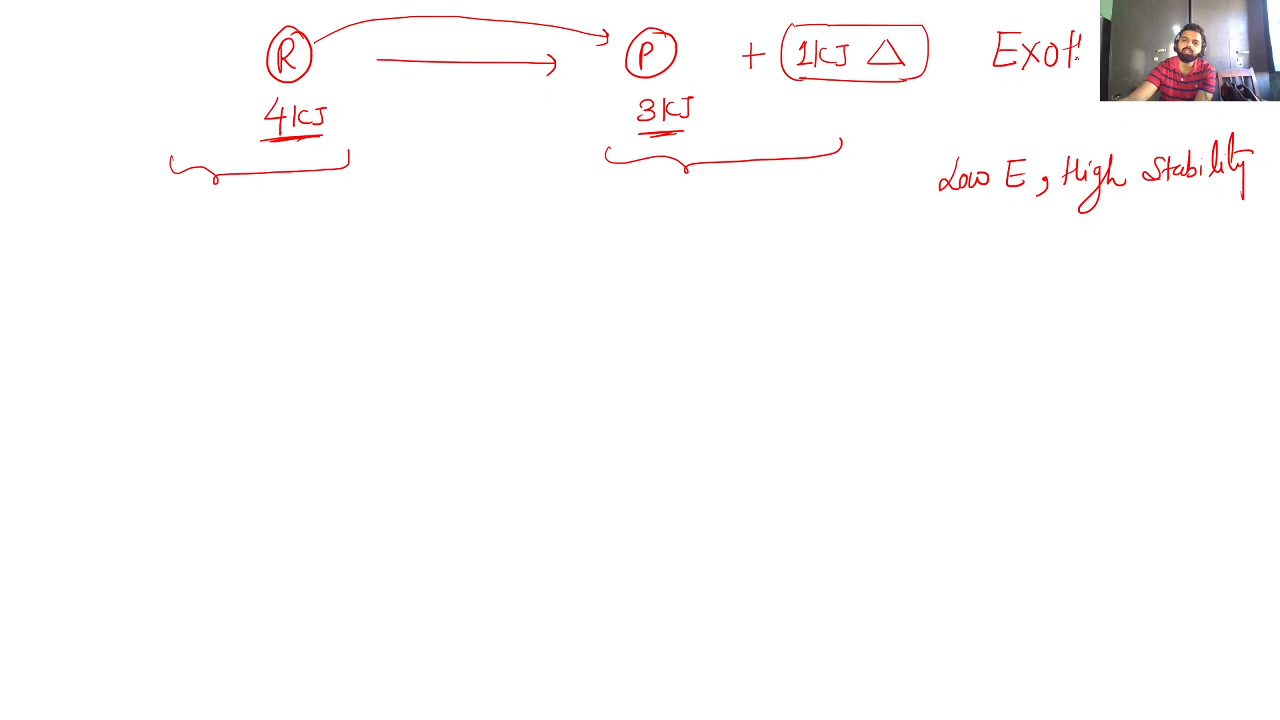 R → P + 1KJ △ Exot
4KJ 3KJ
Low E, High Stability